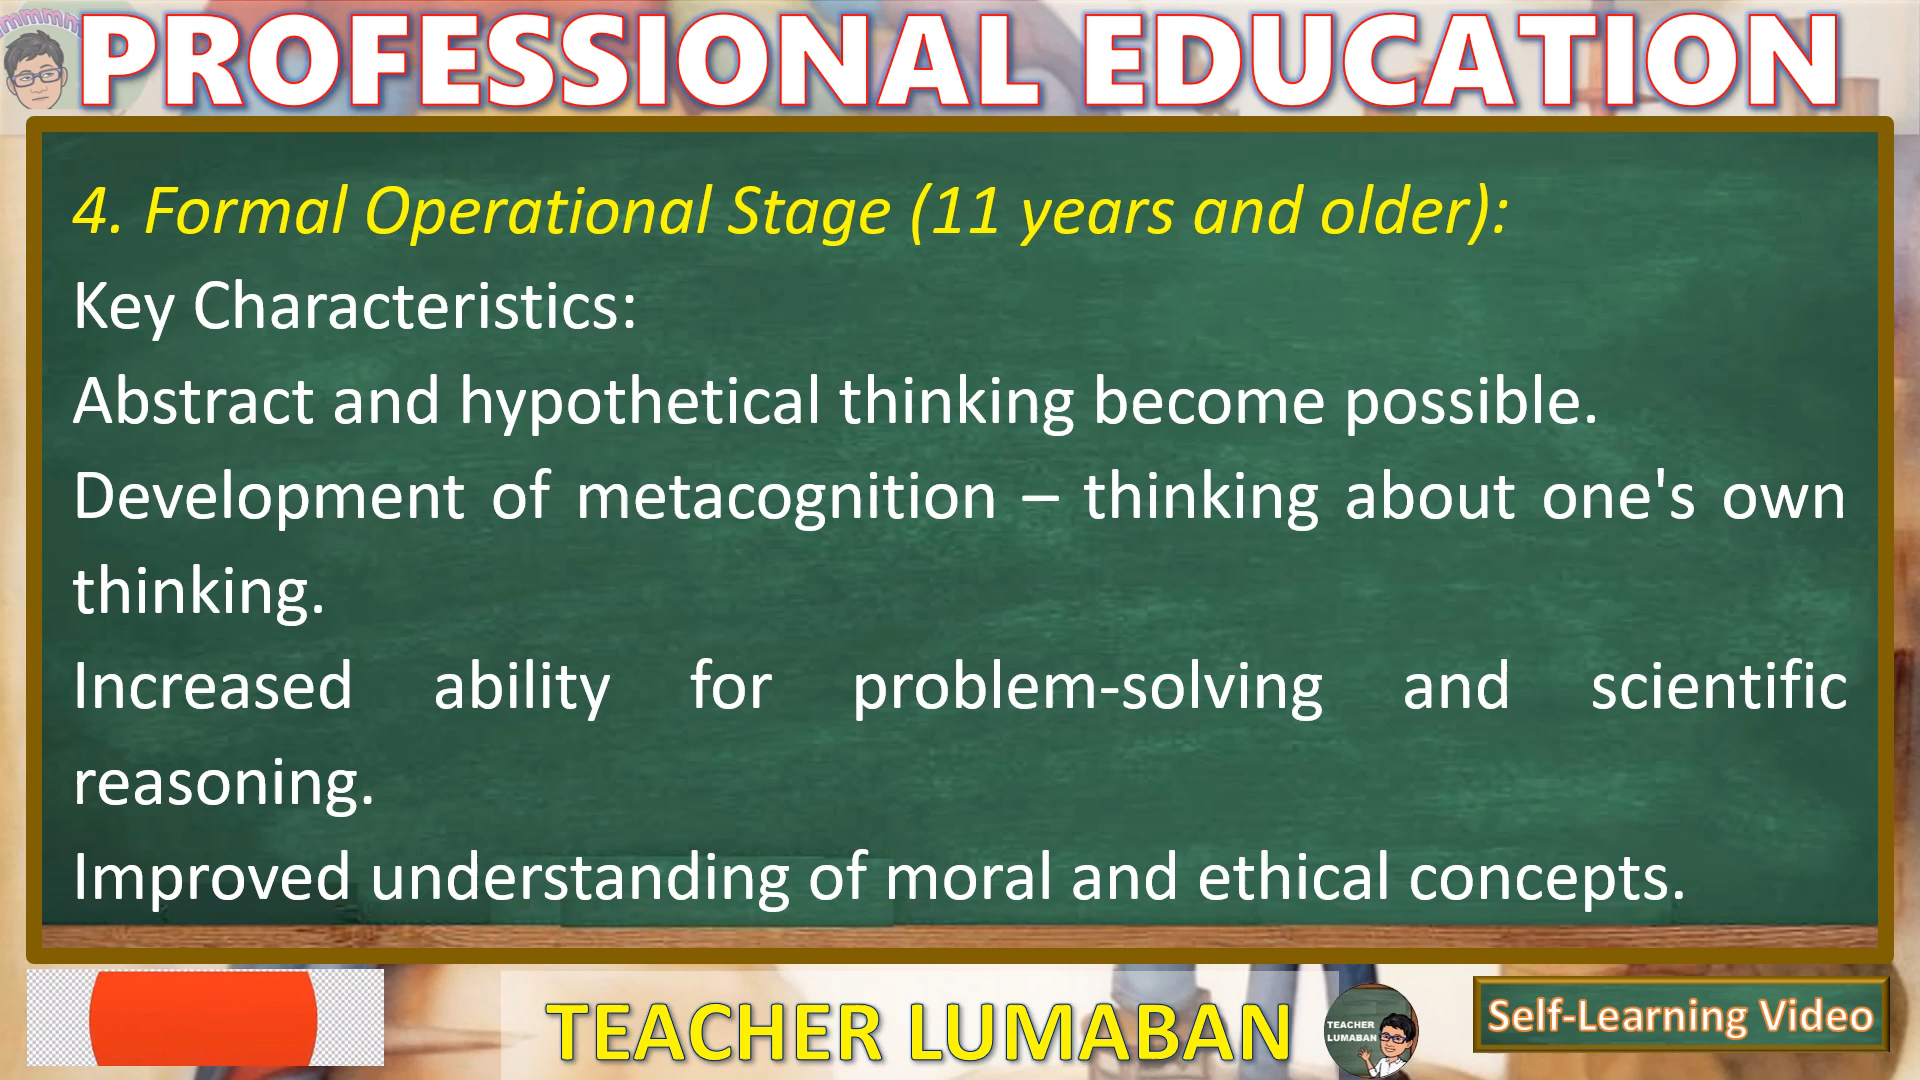 PROFESSIONAL EDUCATION
4. Formal Operational Stage (11 years and older):
Key Characteristics:
Abstract and hypothetical thinking become possible.
Development of metacognition – thinking about one's own
thinking.
Increased ability for problem-solving and scientific
reasoning.
Improved understanding of moral and ethical concepts.
TEACHER LUMABAN
TEACHER
LUMABAN
Self-Learning Video